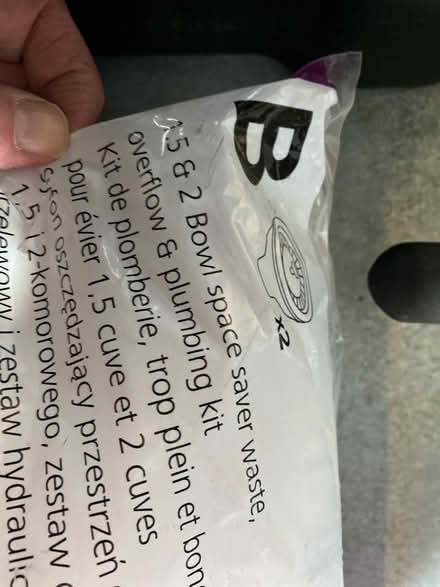 B
x2
1.5 & 2 Bowl space saver waste,
overflow & plumbing kit
Kit de plomberie, trop plein et bon
pour évier 1,5 cuve et 2 cuves
Syfon oszczędzający przestrzeń
1,5 i 2-komorowego, zestaw
rzelewowy i zestaw hydraulic